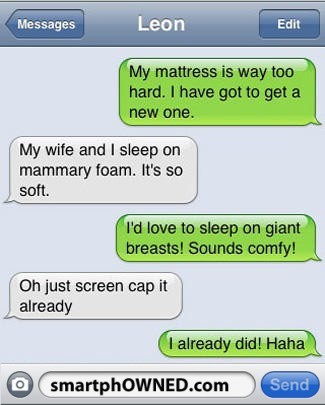 Messages
Leon
Edit
My mattress is way too
hard. I have got to get a
new one.
My wife and I sleep on
mammary foam. It's so
soft.
I'd love to sleep on giant
breasts! Sounds comfy!
Oh just screen cap it
already
I already did! Haha
smartphOWNED.com
Send